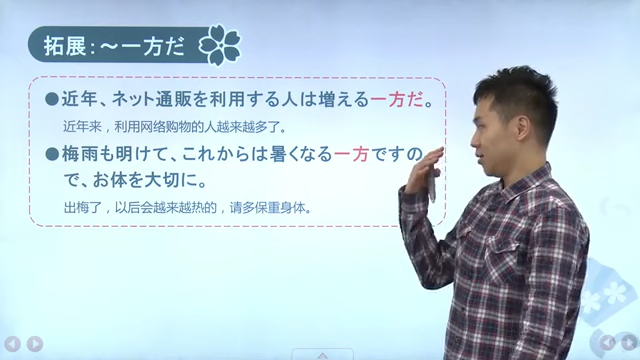 拓展：～一方だ
●近年、ネット通販を利用する人は増える一方だ。
近年来，利用网络购物的人越来越多了。
●梅雨も明けて、これからは暑くなる一方ですの
で、お体を大切に。
出梅了，以后会越来越热的，请多保重身体。